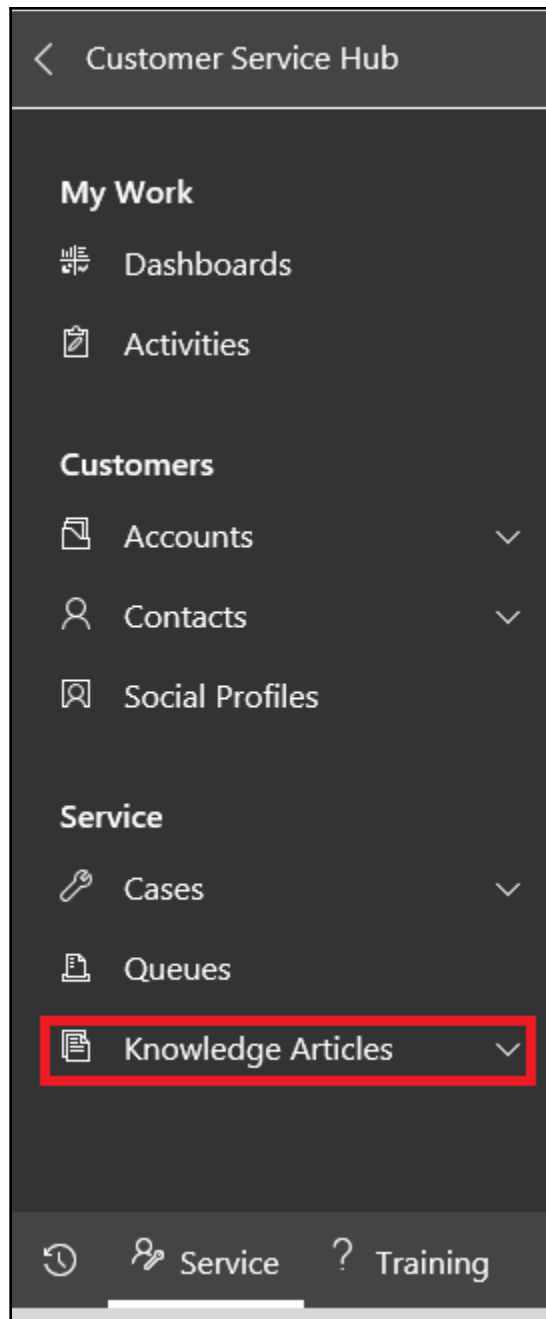 Customer Service Hub
My Work
Dashboards
Activities
Customers
Accounts
Contacts
Social Profiles
Service
Cases
Queues
Knowledge Articles
Service ? Training